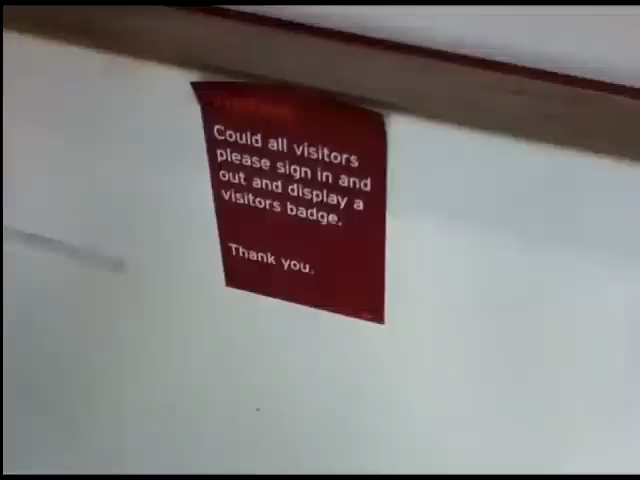 Could all visitors
please sign in and
out and display a
visitors badge.
Thank you.